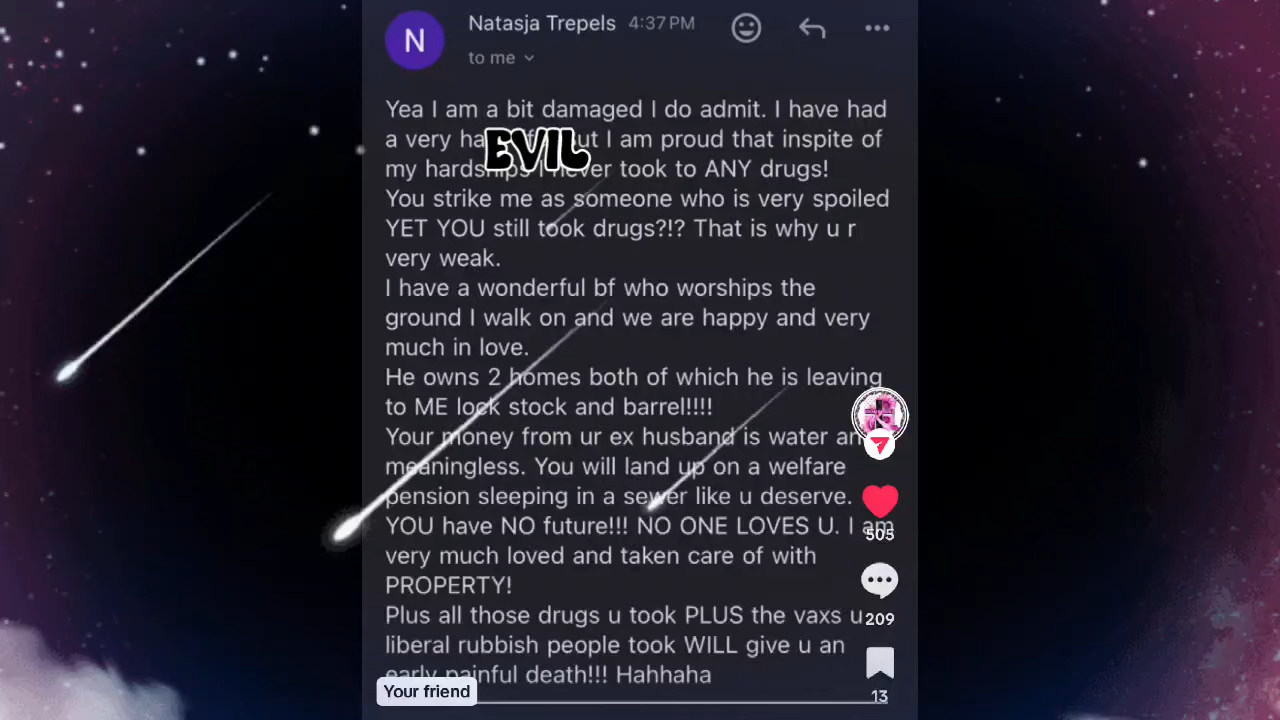 N
Natasja Trepels 4:37 PM
to me
Yea I am a bit damaged I do admit. I have had
a very I am proud that inspite of
EVIL
my never took to ANY drugs!
You strike me as someone who is very spoiled
YET YOU still took drugs?!? That is why u r
very weak.
I have a wonderful bf who worships the
ground I walk on and we are happy and very
much in love.
He owns 2 homes both of which he is leaving
to ME lock stock and barrel!!!!
Your money from ur ex husband is water
meaningless. You will land up on a welfare
pension sleeping in a sewer like u deserve.
YOU have NO future!!! NO ONE LOVES U. I am
505
very much loved and taken care of with
PROPERTY!
Plus all those drugs u took PLUS the vaxs u
209
liberal rubbish people took WILL give u an
early painful death!!! Hahhaha
Your friend
13